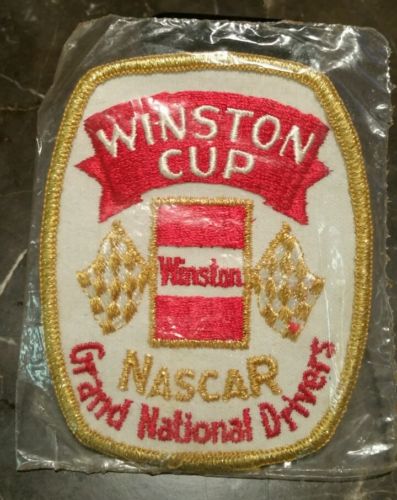 WINSTON
CUP
Winston
NASCAR
Grand National Drivers